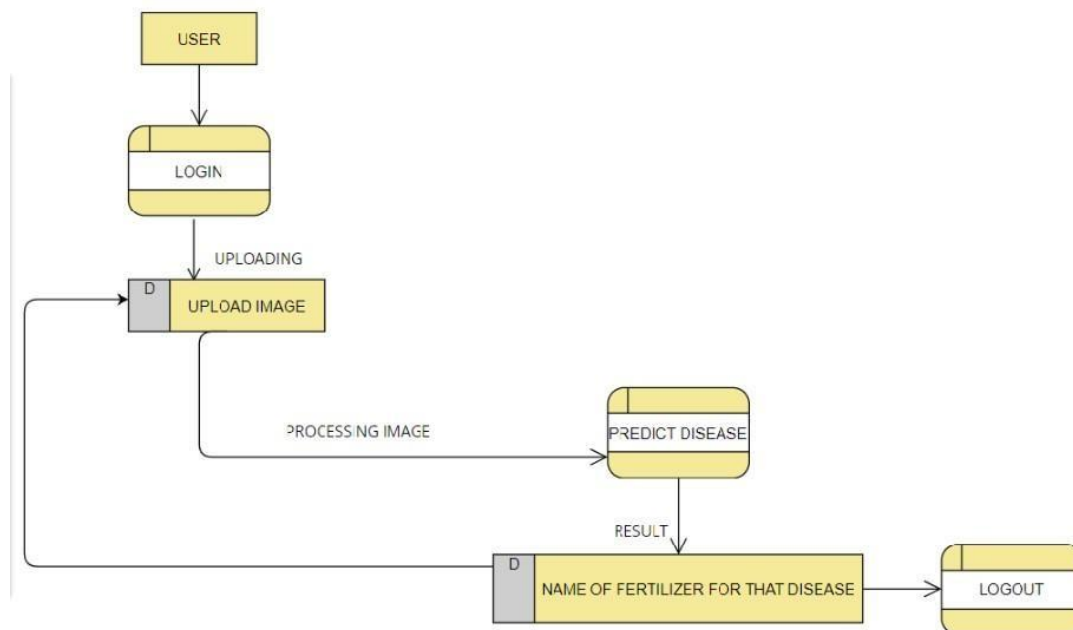 USER
LOGIN
UPLOADING
D
UPLOAD IMAGE
PROCESSING IMAGE
PREDICT DISEASE
RESULT
D
NAME OF FERTILIZER FOR THAT DISEASE
LOGOUT